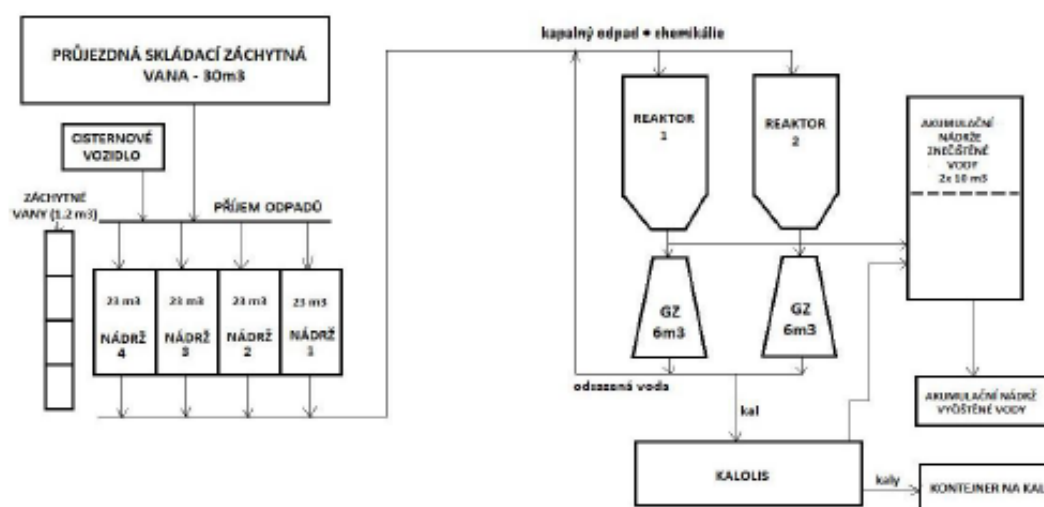 PRŮJEZDNÁ SKLÁDACÍ ZÁCHYTNÁ
VANA - 30m3
CISTERNOVÉ
VOZIDLO
ZÁCHYTNÉ
VANY (1,2 m3)
PŘÍJEM ODPADŮ
23 m3
NÁDRŽ
4
23 m3
NÁDRŽ
3
23 m3
NÁDRŽ
2
23 m3
NÁDRŽ
1
kapalný odpad + chemikálie
REAKTOR
1
REAKTOR
2
GZ
6m3
GZ
6m3
odsazená voda
kal
KALOLIS
kaly
KONTEJNER NA KAL
AKUMULAČNÍ
NÁDRŽE
ZNEČIŠTĚNÉ
VODY
2x 10 m3
AKUMULAČNÍ NÁDRŽ
VYČIŠTĚNÉ VODY